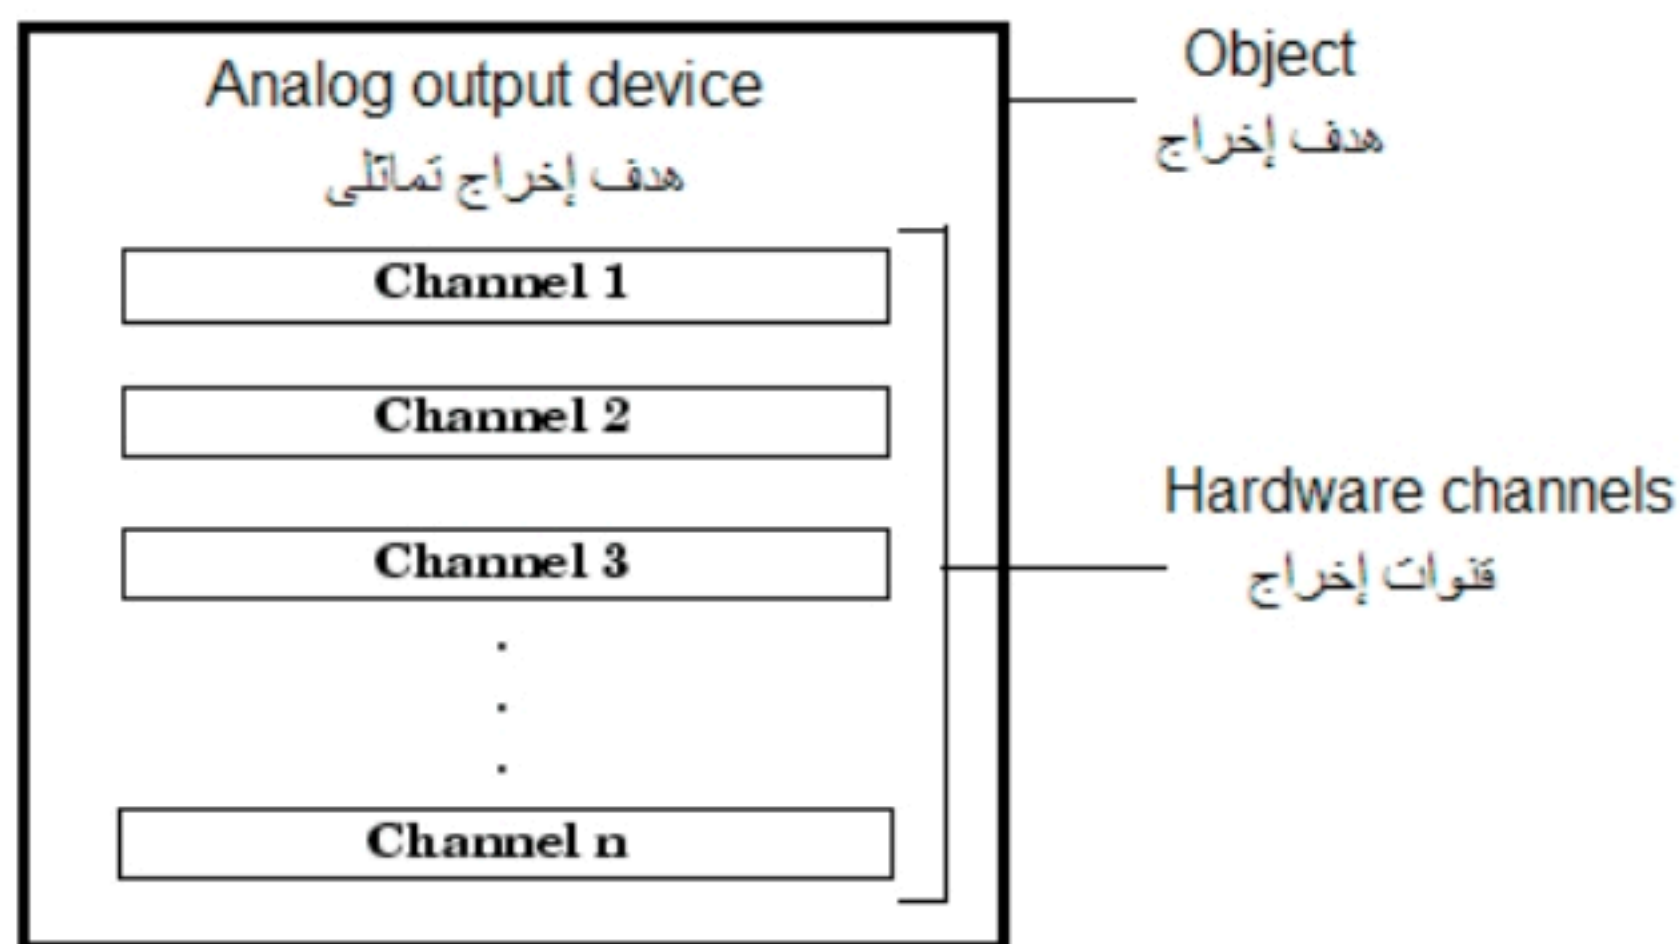 Analog output device
هدف إخراج تماثلى
Channel 1
Channel 2
Channel 3
.
.
.
Channel n
Object
هدف إخراج
Hardware channels
قنوات إخراج